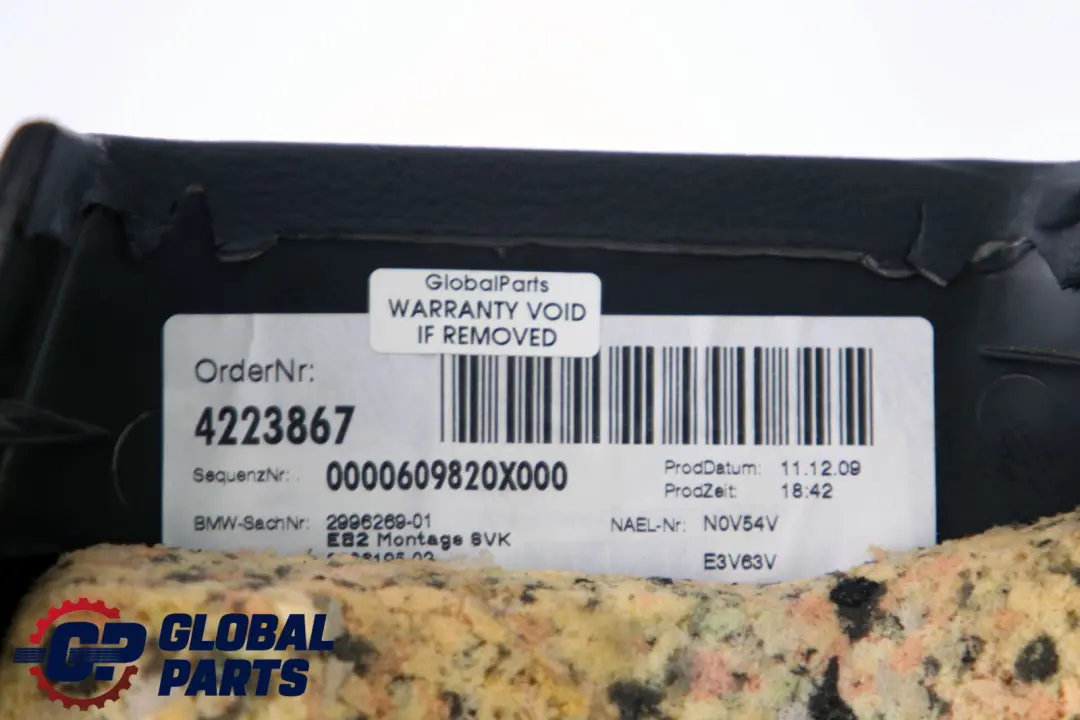 GlobalParts
WARRANTY VOID
IF REMOVED
OrderNr:
4223867
SequenzNr: 0000609820X000
ProdDatum: 11.12.09
ProdZeit: 18:42
BMW-SachNr: 2996269-01
NAEL-Nr: N0V54V
E82 Montage SVK
E3V63V
GP GLOBAL
PARTS